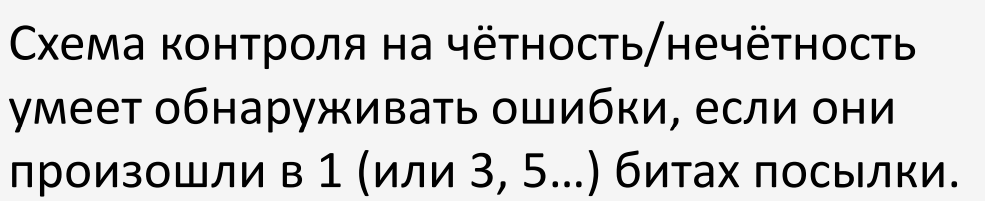 Схема контроля на чётность/нечётность
умеет обнаруживать ошибки, если они
произошли в 1 (или 3, 5...) битах посылки.